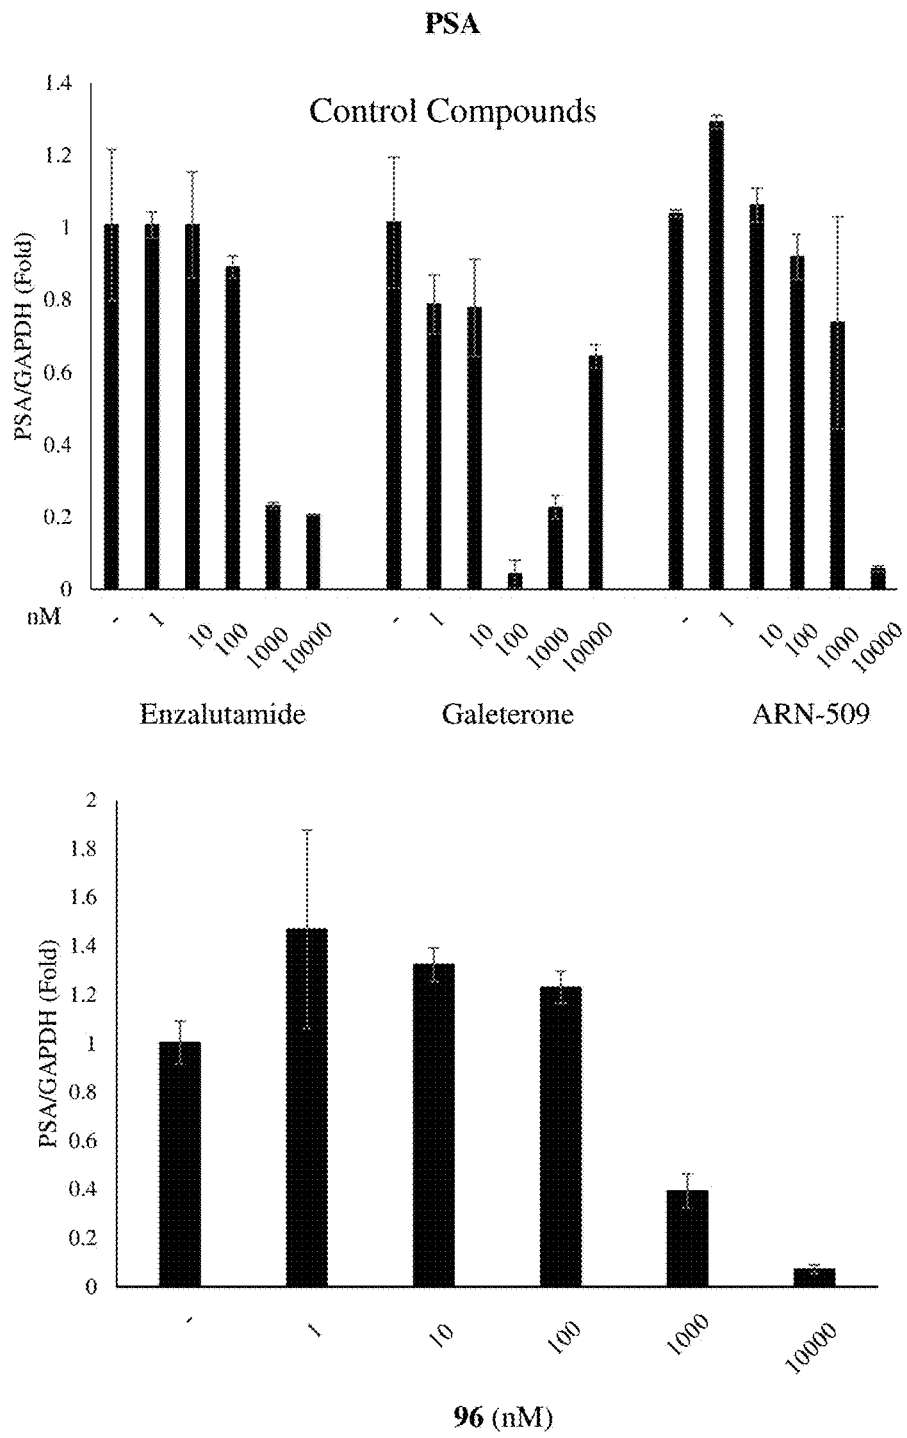 PSA
Control Compounds
PSA/GAPDH (Fold)
1.4
1.2
1
0.8
0.6
0.4
0.2
0
nM
- 1 10 100 1000 10000 - 1 10 100 1000 10000 - 1 10 100 1000 10000
Enzalutamide Galeterone ARN-509
PSA/GAPDH (Fold)
2
1.8
1.6
1.4
1.2
1
0.8
0.6
0.4
0.2
0
- 1 10 100 1000 10000
96 (nM)